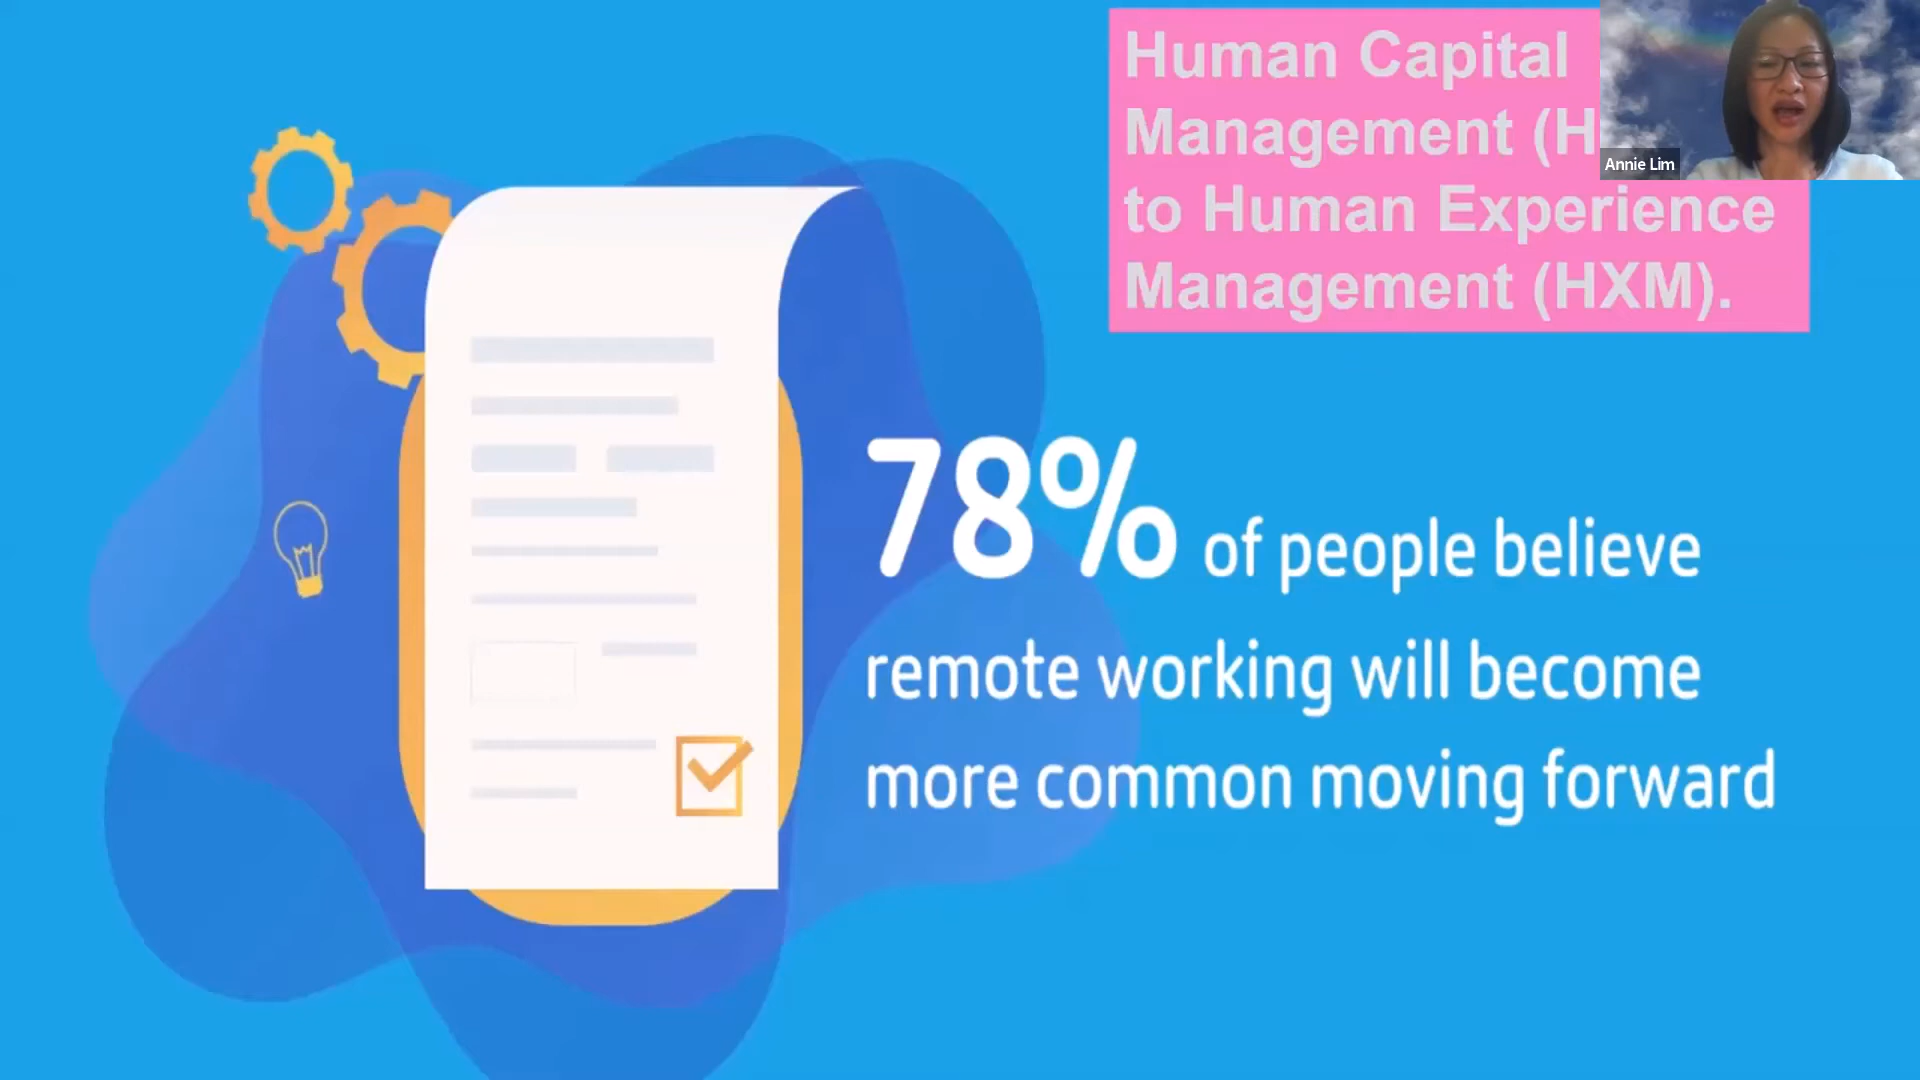 Human Capital
Management (H
to Human Experience
Management (HXM).
Annie Lim
78% of people believe
remote working will become
more common moving forward